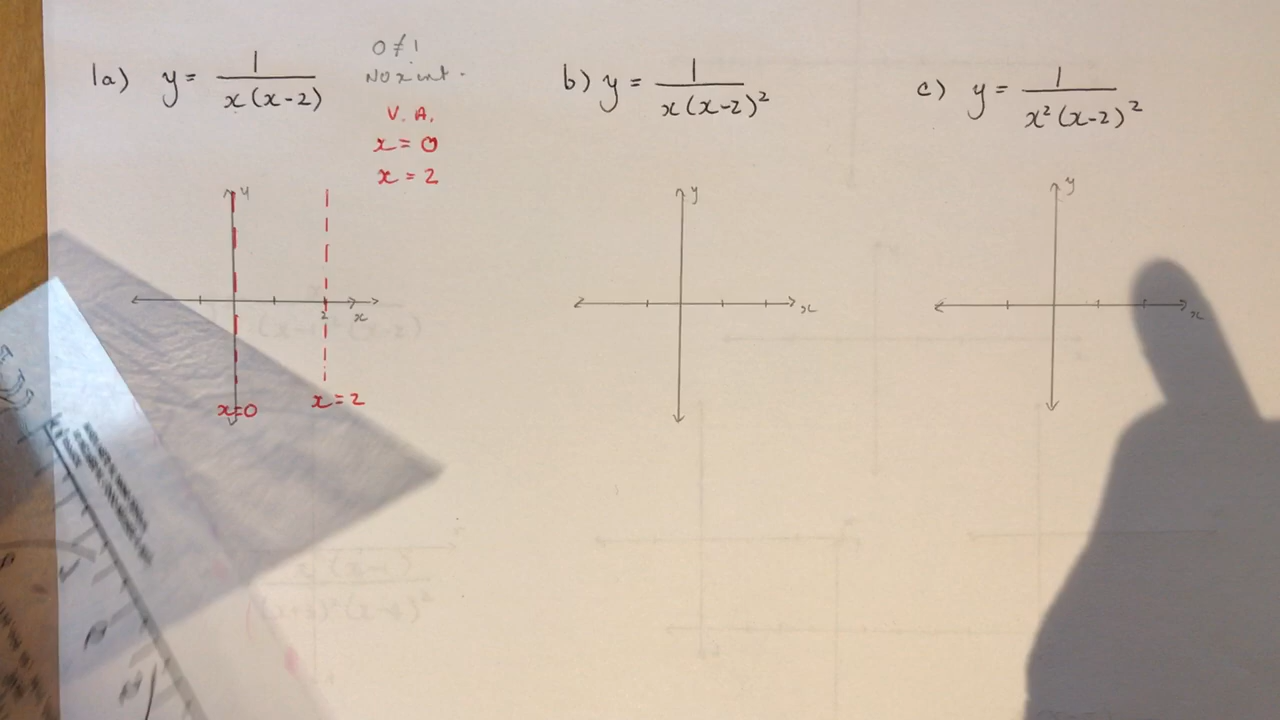 1a) y = 1 / x(x-2)
0 ≠ 1
No x int.
V. A.
x = 0
x = 2
y
2
x
x=0
x=2
b) y = 1 / x(x-2)²
y
x
c) y = 1 / x²(x-2)²
y
x